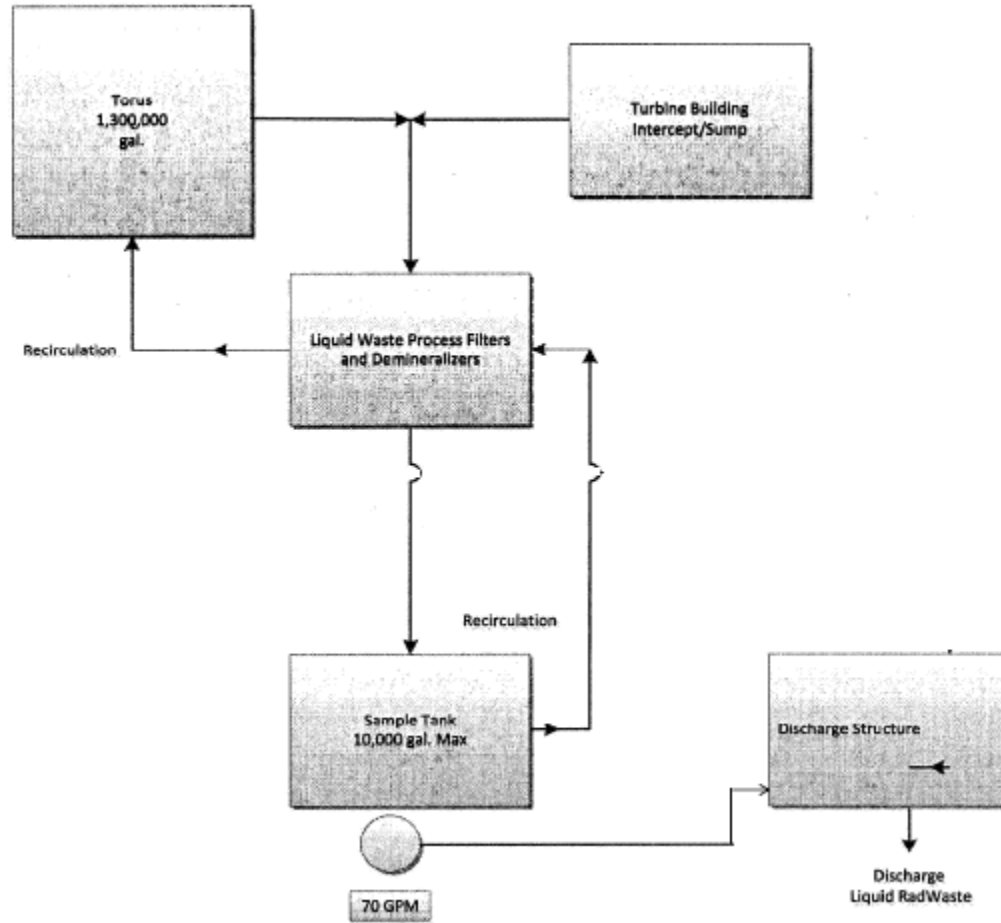 Torus
1,300,000
gal.
Turbine Building
Intercept/Sump
Liquid Waste Process Filters
and Demineralizers
Recirculation
Recirculation
Sample Tank
10,000 gal. Max
Discharge Structure
70 GPM
Discharge
Liquid RadWaste